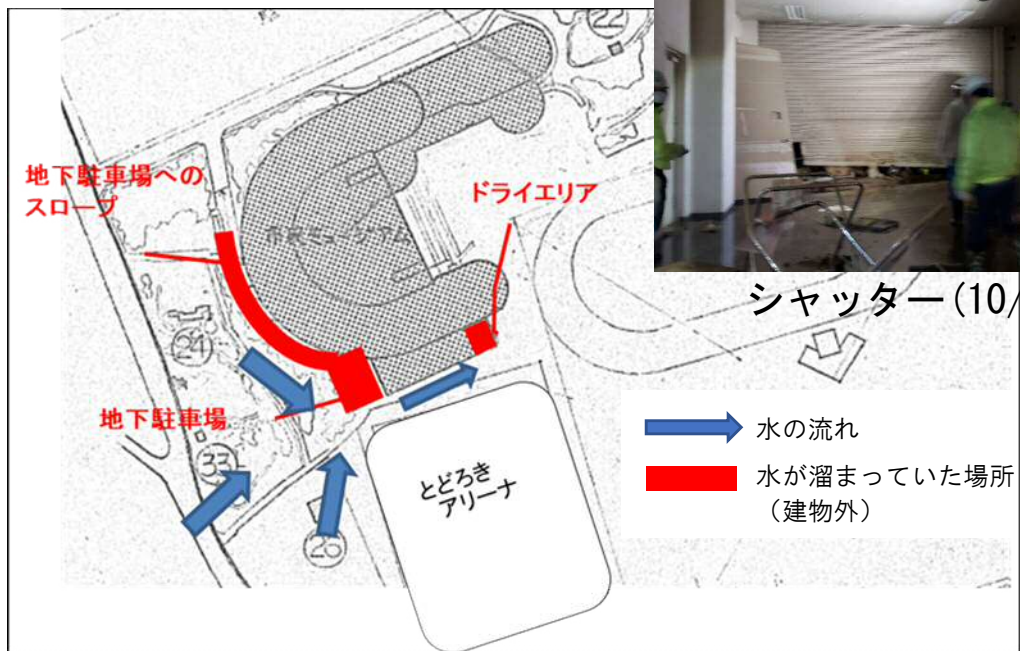 地下駐車場への
スロープ
ドライエリア
市民ミュージアム
シャッター(10/
地下駐車場
水の流れ
水が溜まっていた場所
（建物外）
とどろき
アリーナ
33
26